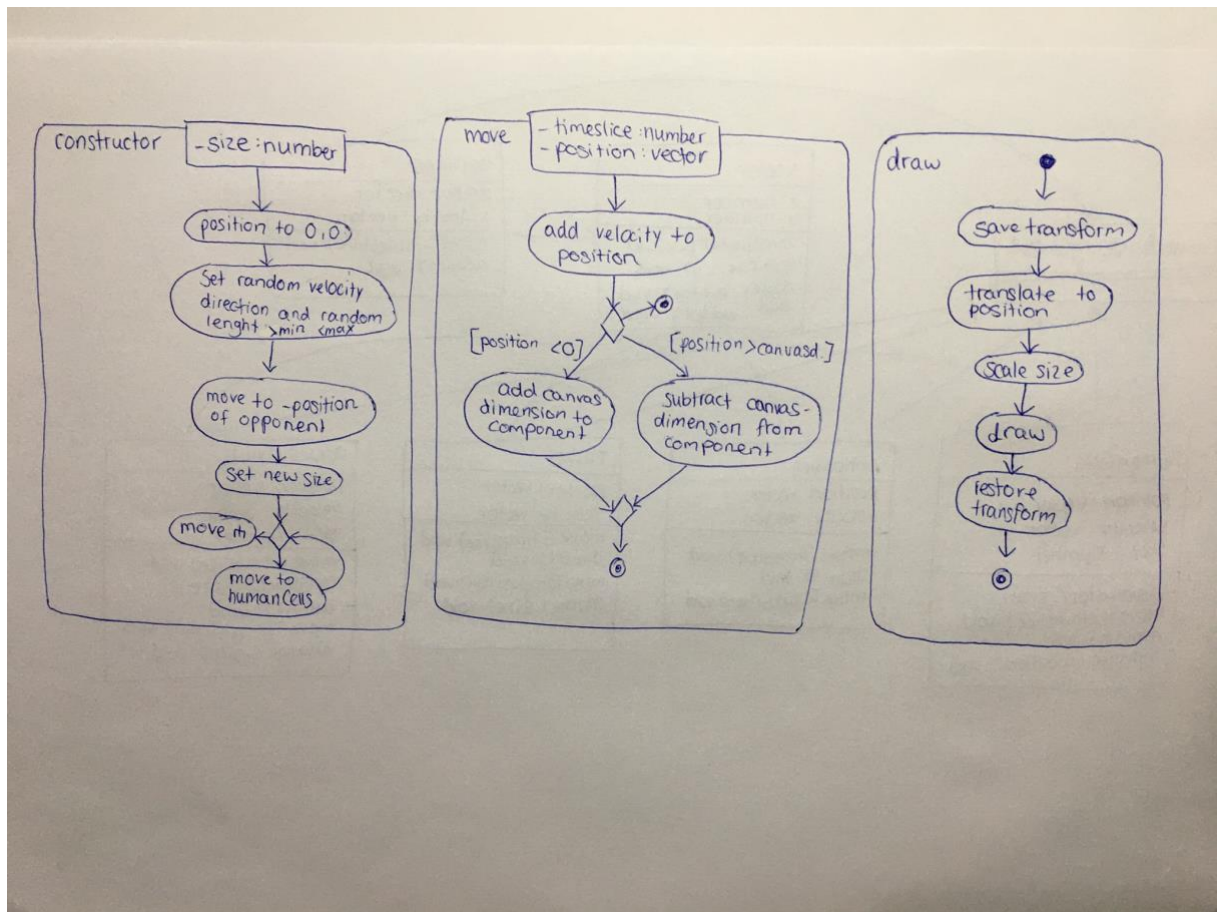 constructor
-size:number
position to 0,0
Set random velocity
direction and random
lenght >min <max
move to -position
of opponent
set new size
move
move to
humanCells
move
- timeslice:number
- position:vector
add velocity to
position
[position <0]
[position>canvasd.]
add canvas
dimension to
component
subtract canvas-
dimension from
component
draw
save transform
translate to
position
scale size
draw
restore
transform